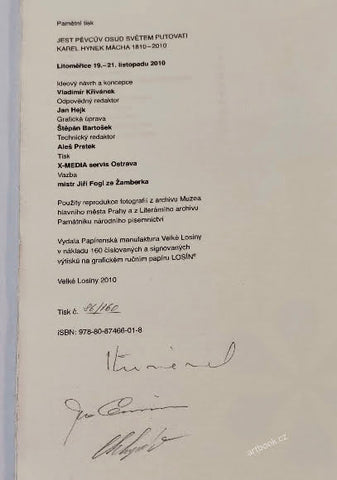 Pamětní tisk
JEST PĚVCŮV OSUD SVĚTEM PUTOVATI
KAREL HYNEK MÁCHA 1810–2010
Litoměřice 19.–21. listopadu 2010
Ideový návrh a koncepce
Vladimír Křivánek
Odpovědný redaktor
Jan Hejk
Grafická úprava
Štěpán Bartošek
Technický redaktor
Aleš Pretek
Tisk
X-MEDIA servis Ostrava
Vazba
mistr Jiří Fogl ze Žamberka
Použity reprodukce fotografií z archivu Muzea
hlavního města Prahy a z Literárního archivu
Památníku národního písemnictví
Vydala Papírenská manufaktura Velké Losiny
v nákladu 160 číslovaných a signovaných
výtisků na grafickém ručním papíru LOSÍN®
Velké Losiny 2010
Tisk č. 86/160
ISBN: 978-80-87466-01-8
artbook.cz